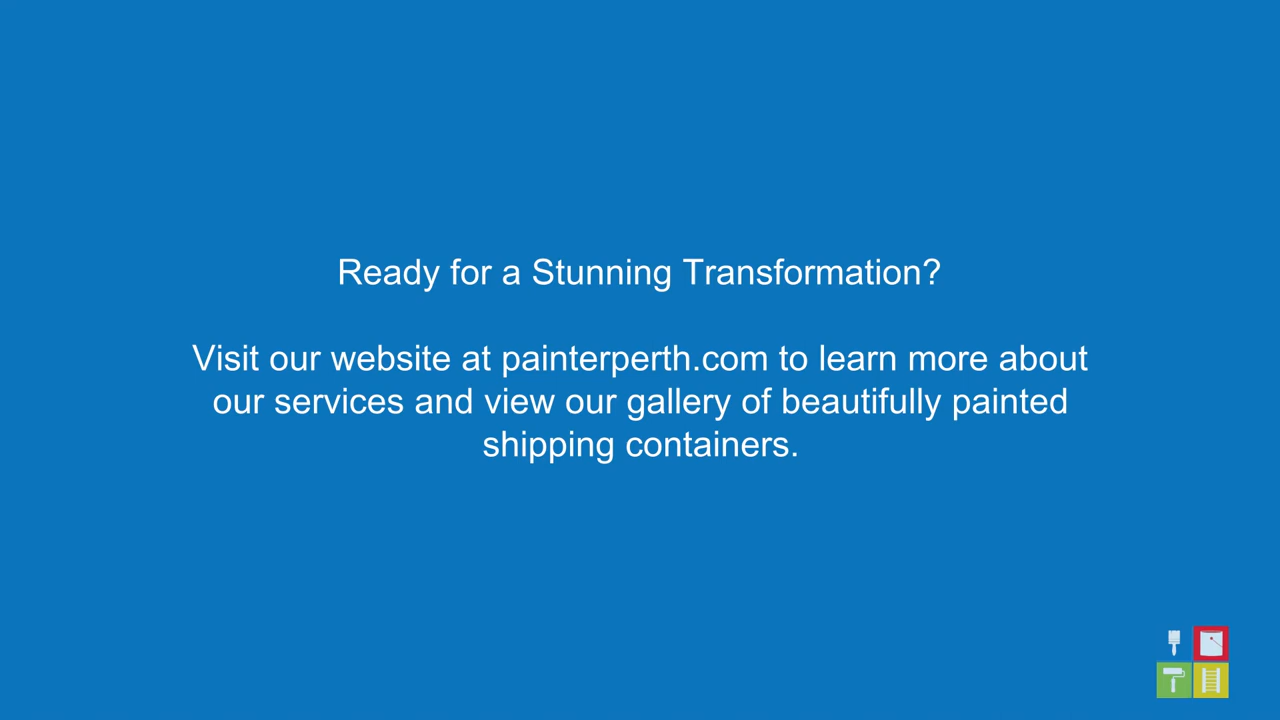 Ready for a Stunning Transformation?
Visit our website at painterperth.com to learn more about
our services and view our gallery of beautifully painted
shipping containers.